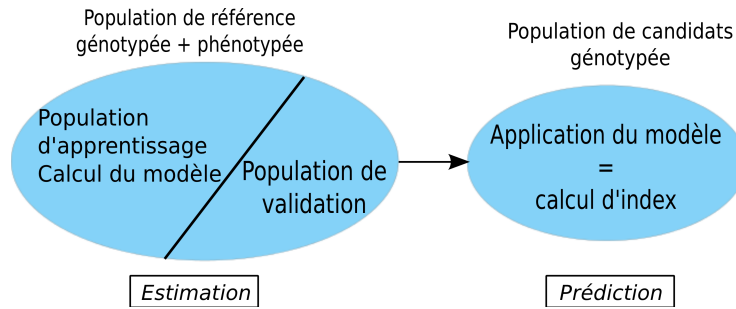 Population de référence
génotypée + phénotypée
Population
d'apprentissage
Calcul du modèle
Population de
validation
Estimation
Population de candidats
génotypée
Application du modèle
=
calcul d'index
Prédiction